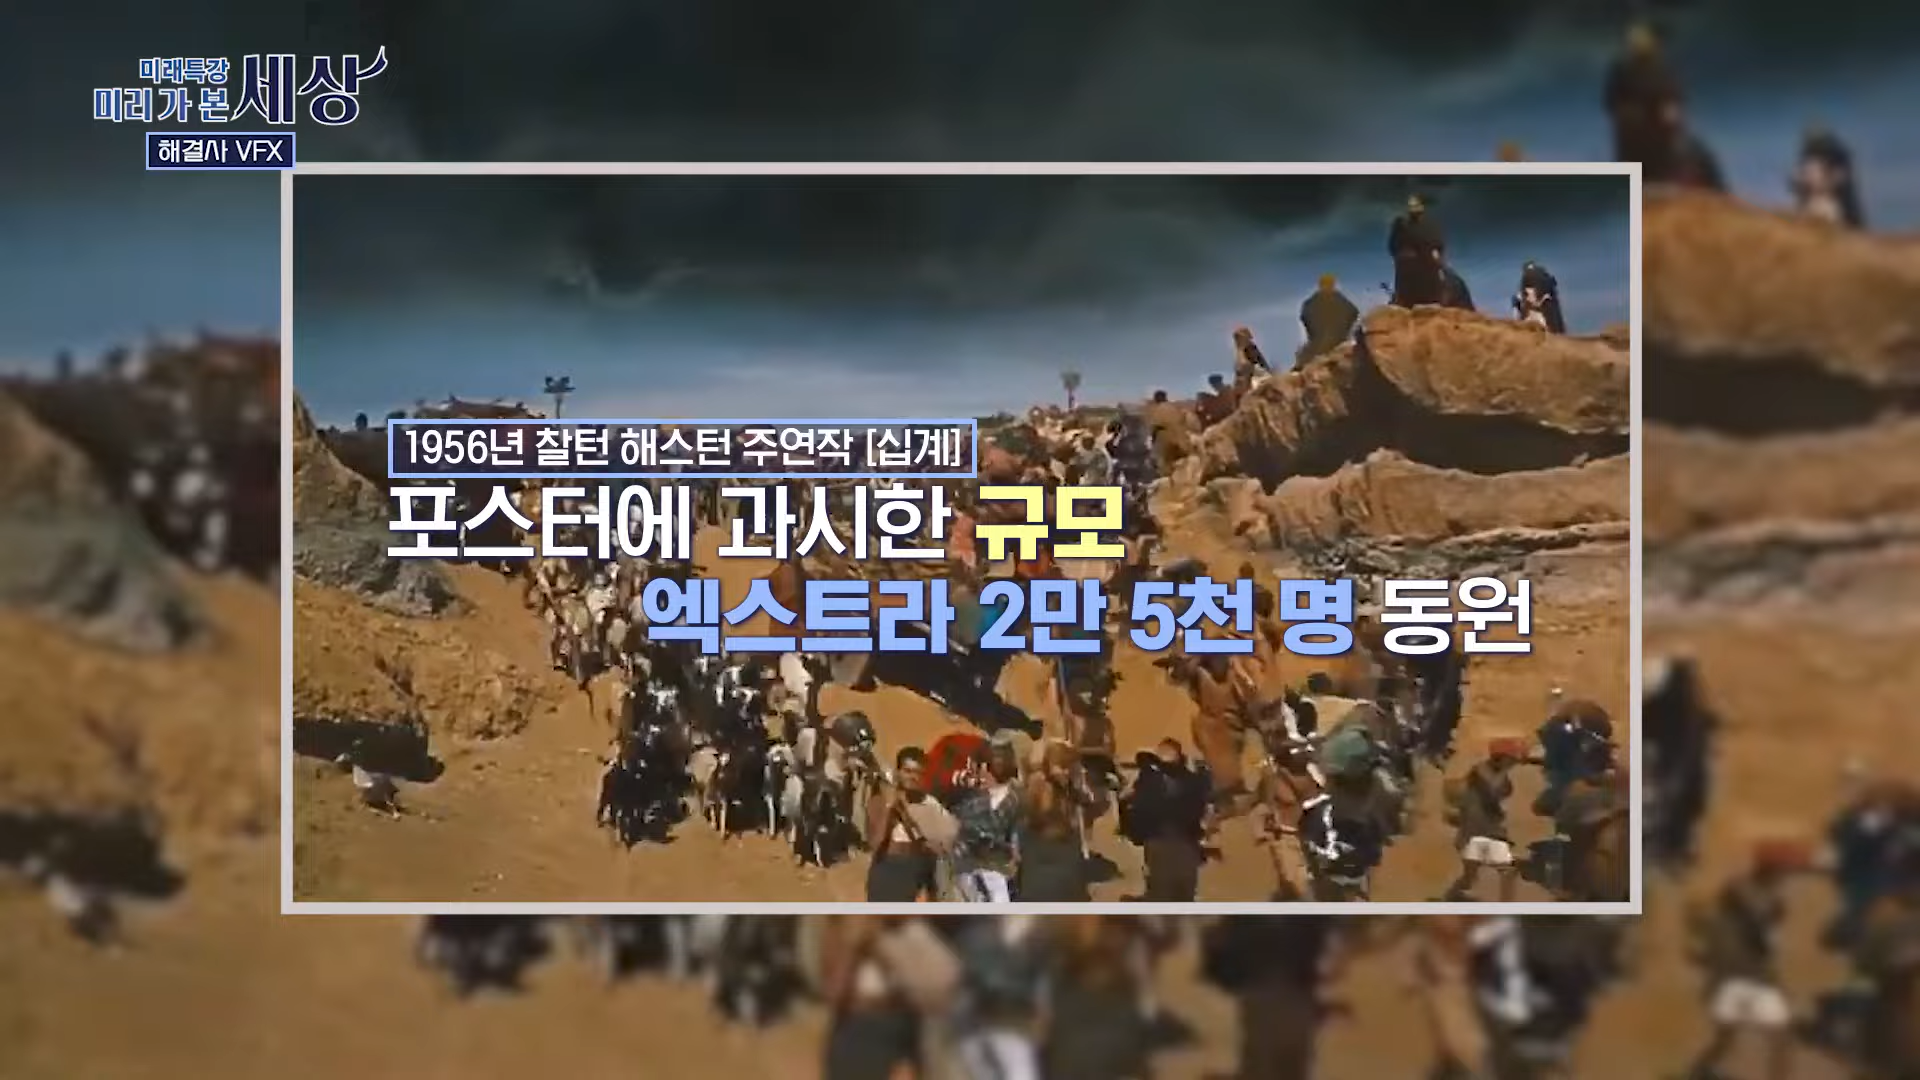 미래특강
미리 가 본 세상
해결사 VFX
1956년 찰턴 해스턴 주연작 [십계]
포스터에 과시한 규모
엑스트라 2만 5천 명 동원